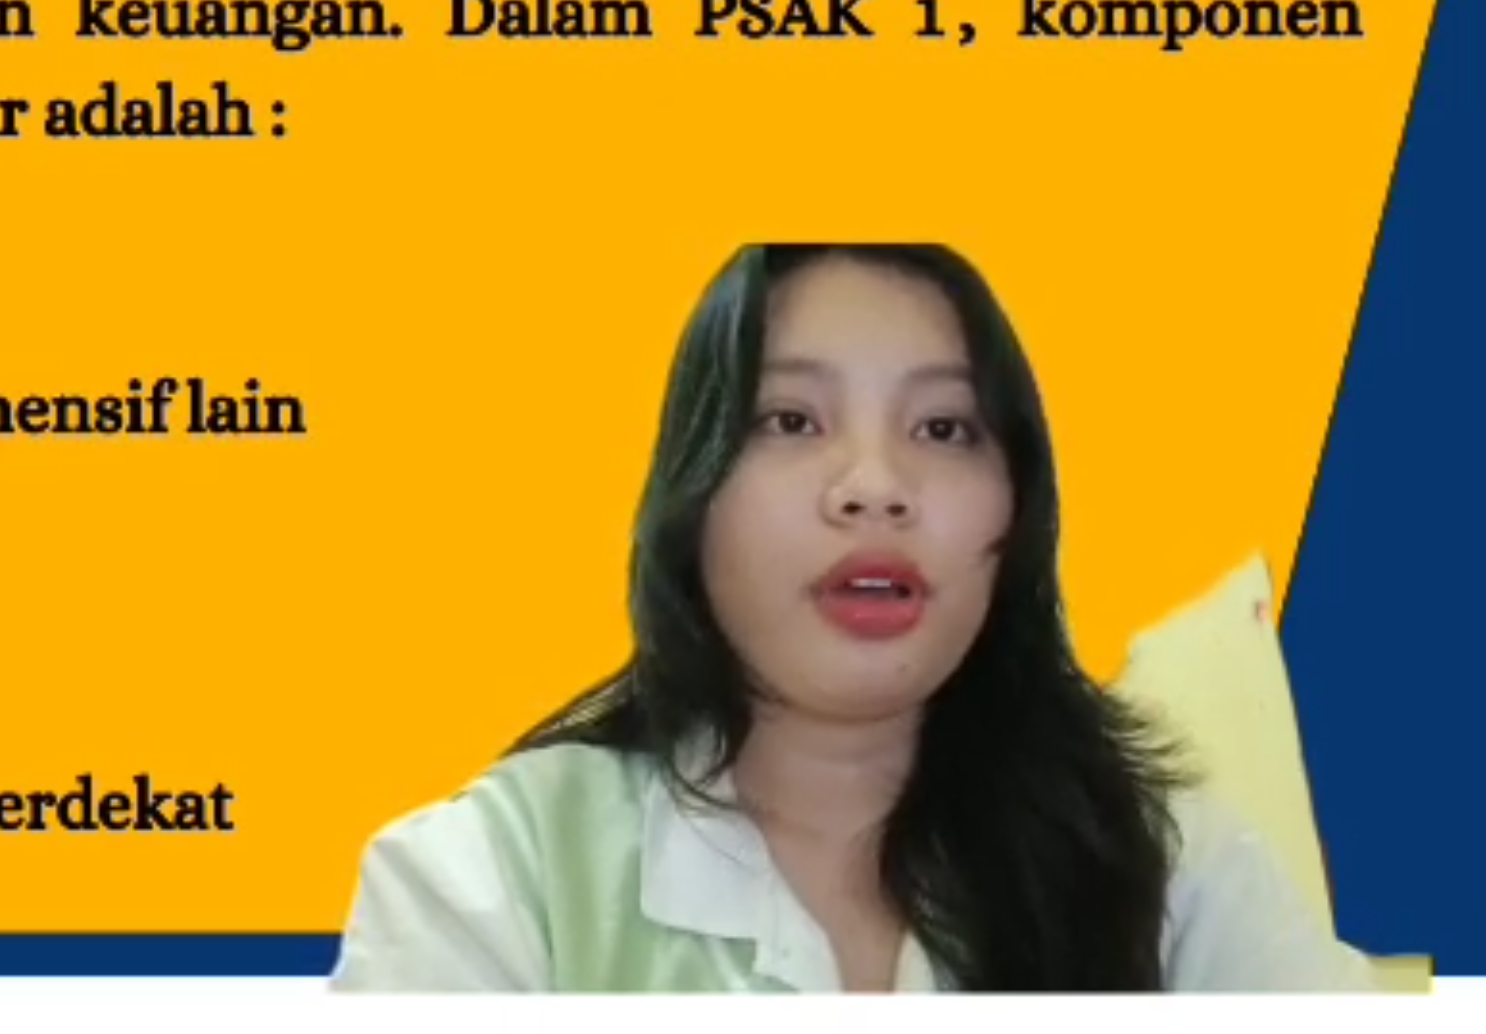 n keuangan. Dalam PSAK 1, komponen
r adalah :
hensif lain
erdekat